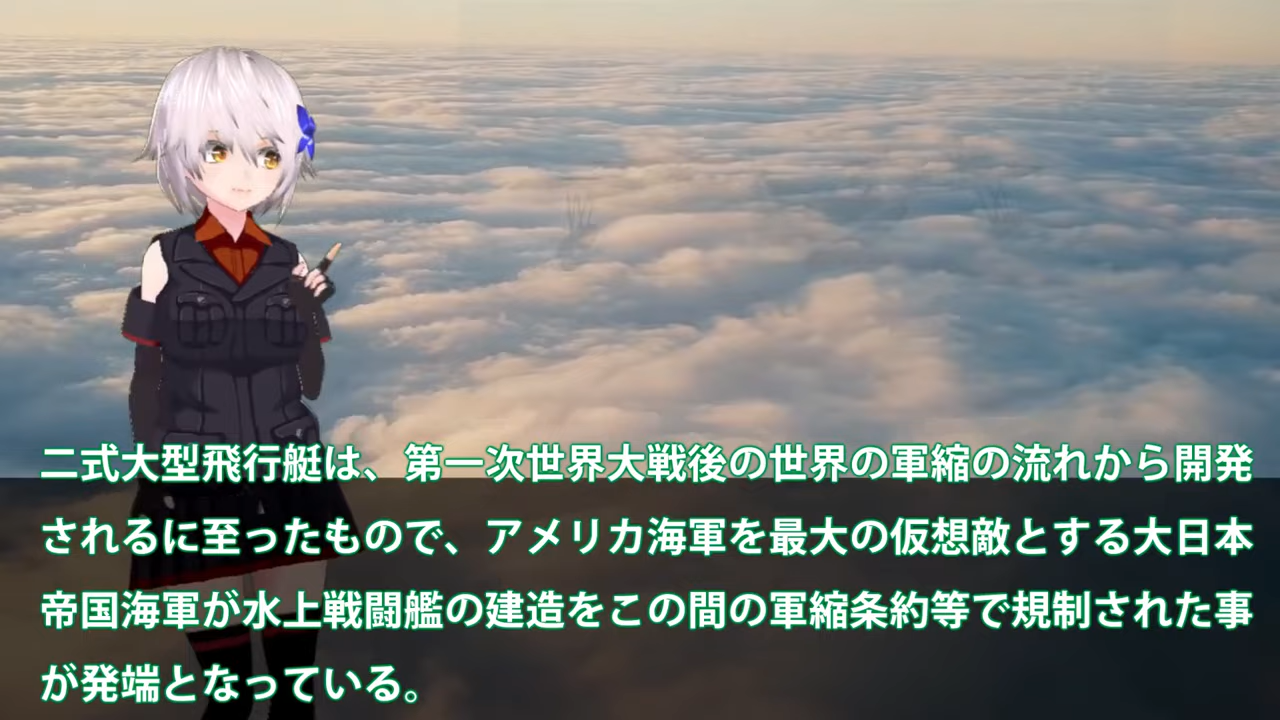 二式大型飛行艇は、第一次世界大戦後の世界の軍縮の流れから開発
されるに至ったもので、アメリカ海軍を最大の仮想敵とする大日本
帝国海軍が水上戦闘艦の建造をこの間の軍縮条約等で規制された事
が発端となっている。